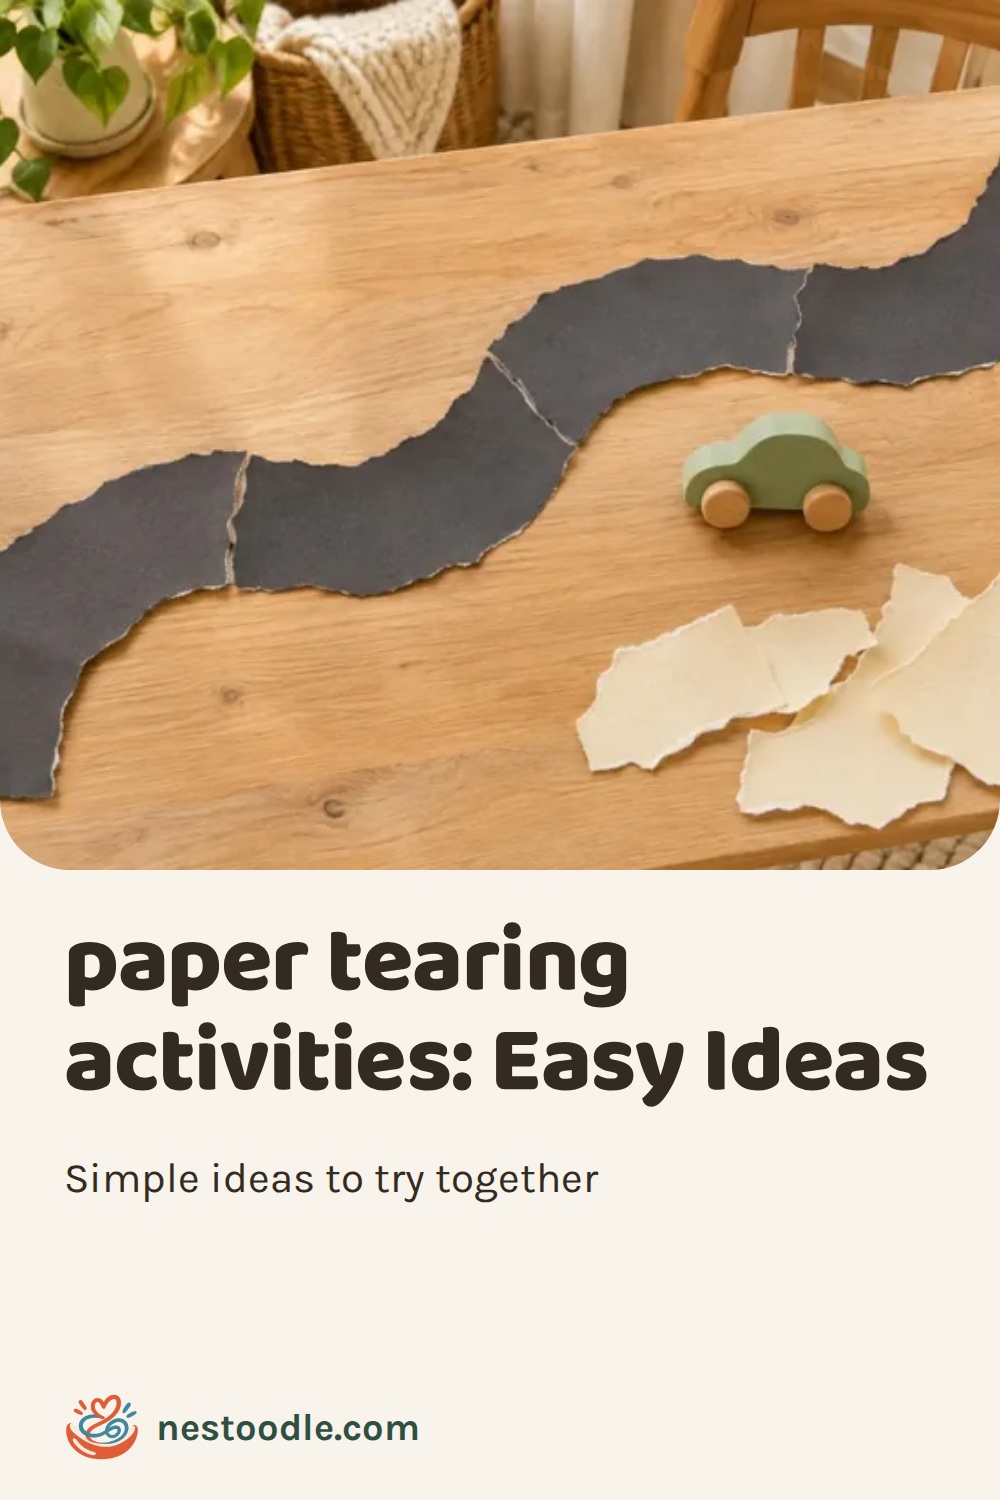 paper tearing
activities: Easy Ideas
Simple ideas to try together
nestoodle.com